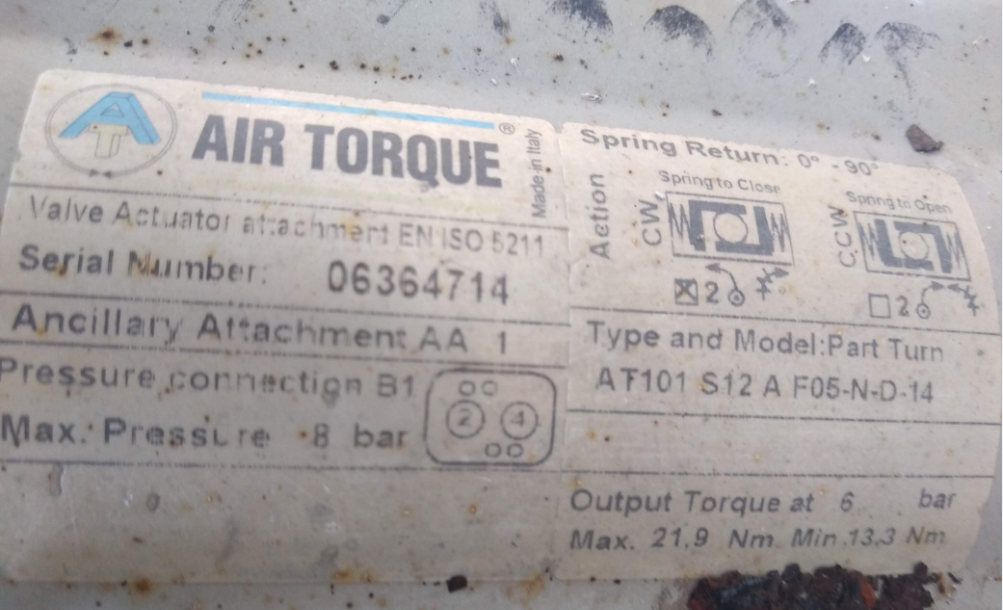 AT
AIR TORQUE®
Made in Italy
Valve Actuator attachment EN ISO 5211
Serial Number: 06364714
Ancillary Attachment AA 1
Pressure connection B1
2 4
Max. Pressure 8 bar
Spring Return: 0° - 90°
Action
CW
Spring to Close
2
CCW
Spring to Open
2
Type and Model:Part Turn
AT101 S12 A F05-N-D-14
Output Torque at 6 bar
Max. 21,9 Nm Min.13,3 Nm